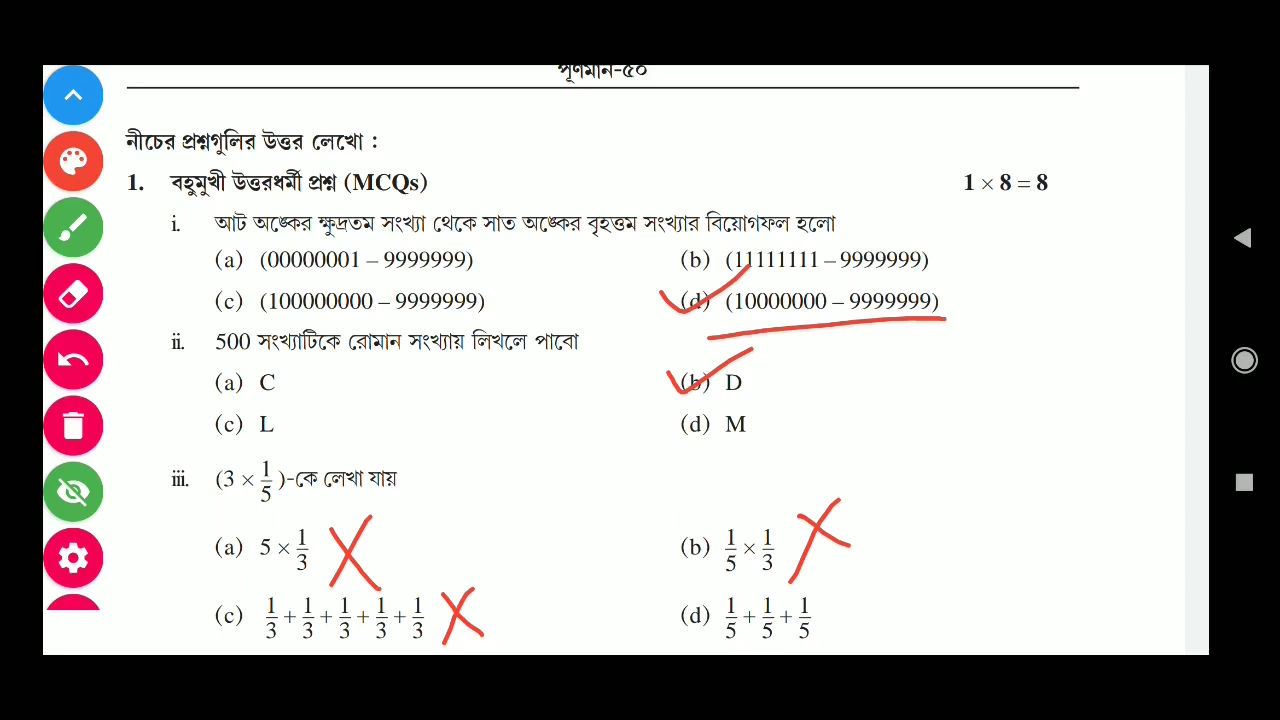 পূর্ণমান-৫০
নীচের প্রশ্নগুলির উত্তর লেখো :
1. বহুমুখী উত্তরধর্মী প্রশ্ন (MCQs) 1 × 8 = 8
i. আট অঙ্কের ক্ষুদ্রতম সংখ্যা থেকে সাত অঙ্কের বৃহত্তম সংখ্যার বিয়োগফল হলো
(a) (00000001 – 9999999) (b) (11111111 – 9999999)
(c) (100000000 – 9999999) (d) (10000000 – 9999999)
ii. 500 সংখ্যাটিকে রোমান সংখ্যায় লিখলে পাবো
(a) C (b) D
(c) L (d) M
iii. (3 × 1/5)-কে লেখা যায়
(a) 5 × 1/3 (b) 1/5 × 1/3
(c) 1/3 + 1/3 + 1/3 + 1/3 + 1/3 (d) 1/5 + 1/5 + 1/5